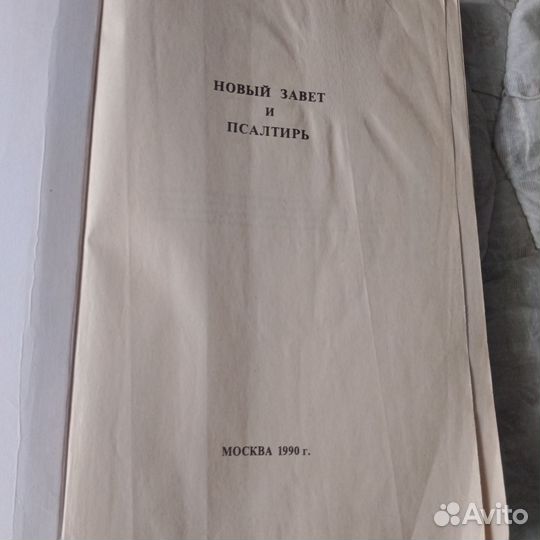 НОВЫЙ ЗАВЕТ
И
ПСАЛТИРЬ
МОСКВА 1990 г.
Avito